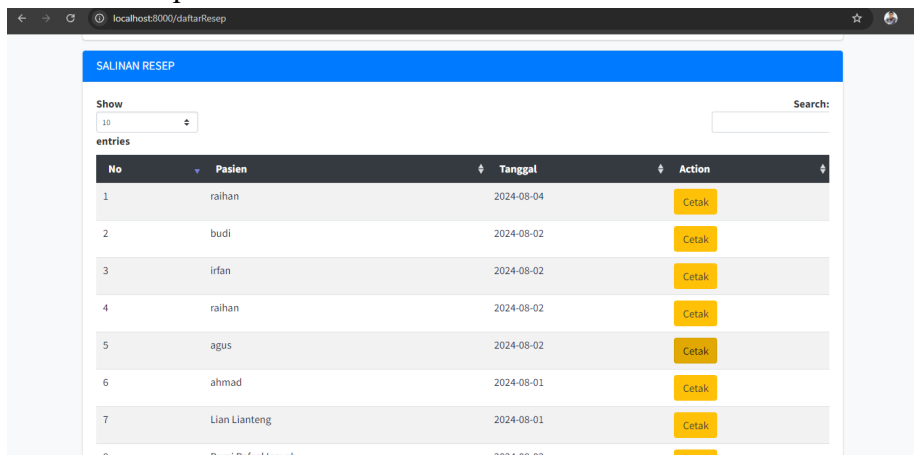 localhost:8000/daftarResep
SALINAN RESEP
Show
10
entries
Search:
No Pasien Tanggal Action
1 raihan 2024-08-04 Cetak
2 budi 2024-08-02 Cetak
3 irfan 2024-08-02 Cetak
4 raihan 2024-08-02 Cetak
5 agus 2024-08-02 Cetak
6 ahmad 2024-08-01 Cetak
7 Lian Lianteng 2024-08-01 Cetak